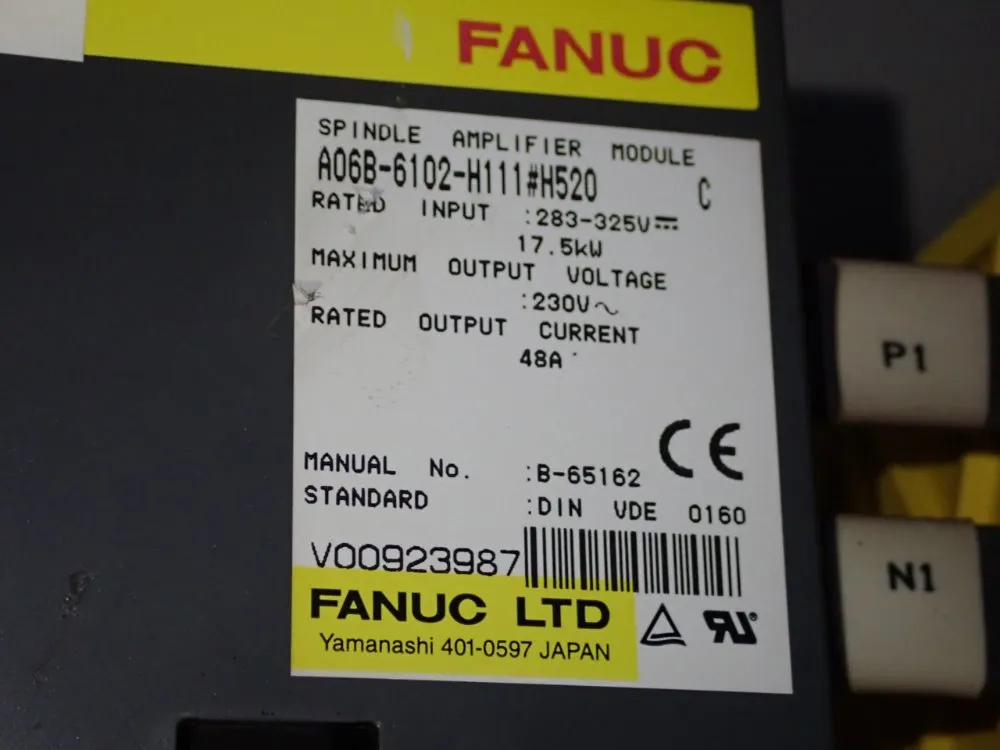 FANUC
SPINDLE AMPLIFIER MODULE
A06B-6102-H111#H520 C
RATED INPUT :283-325V⎓
17.5kW
MAXIMUM OUTPUT VOLTAGE
:230V～
RATED OUTPUT CURRENT
48A
CE
MANUAL No. :B-65162
STANDARD :DIN VDE 0160
V00923987
FANUC LTD
Yamanashi 401-0597 JAPAN
P1
N1